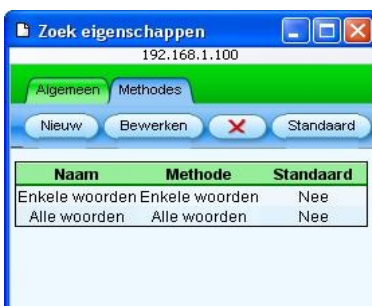 Zoek eigenschappen
192.168.1.100
Algemeen Methodes
Nieuw Bewerken Standaard
Naam Methode Standaard
Enkele woorden Enkele woorden Nee
Alle woorden Alle woorden Nee